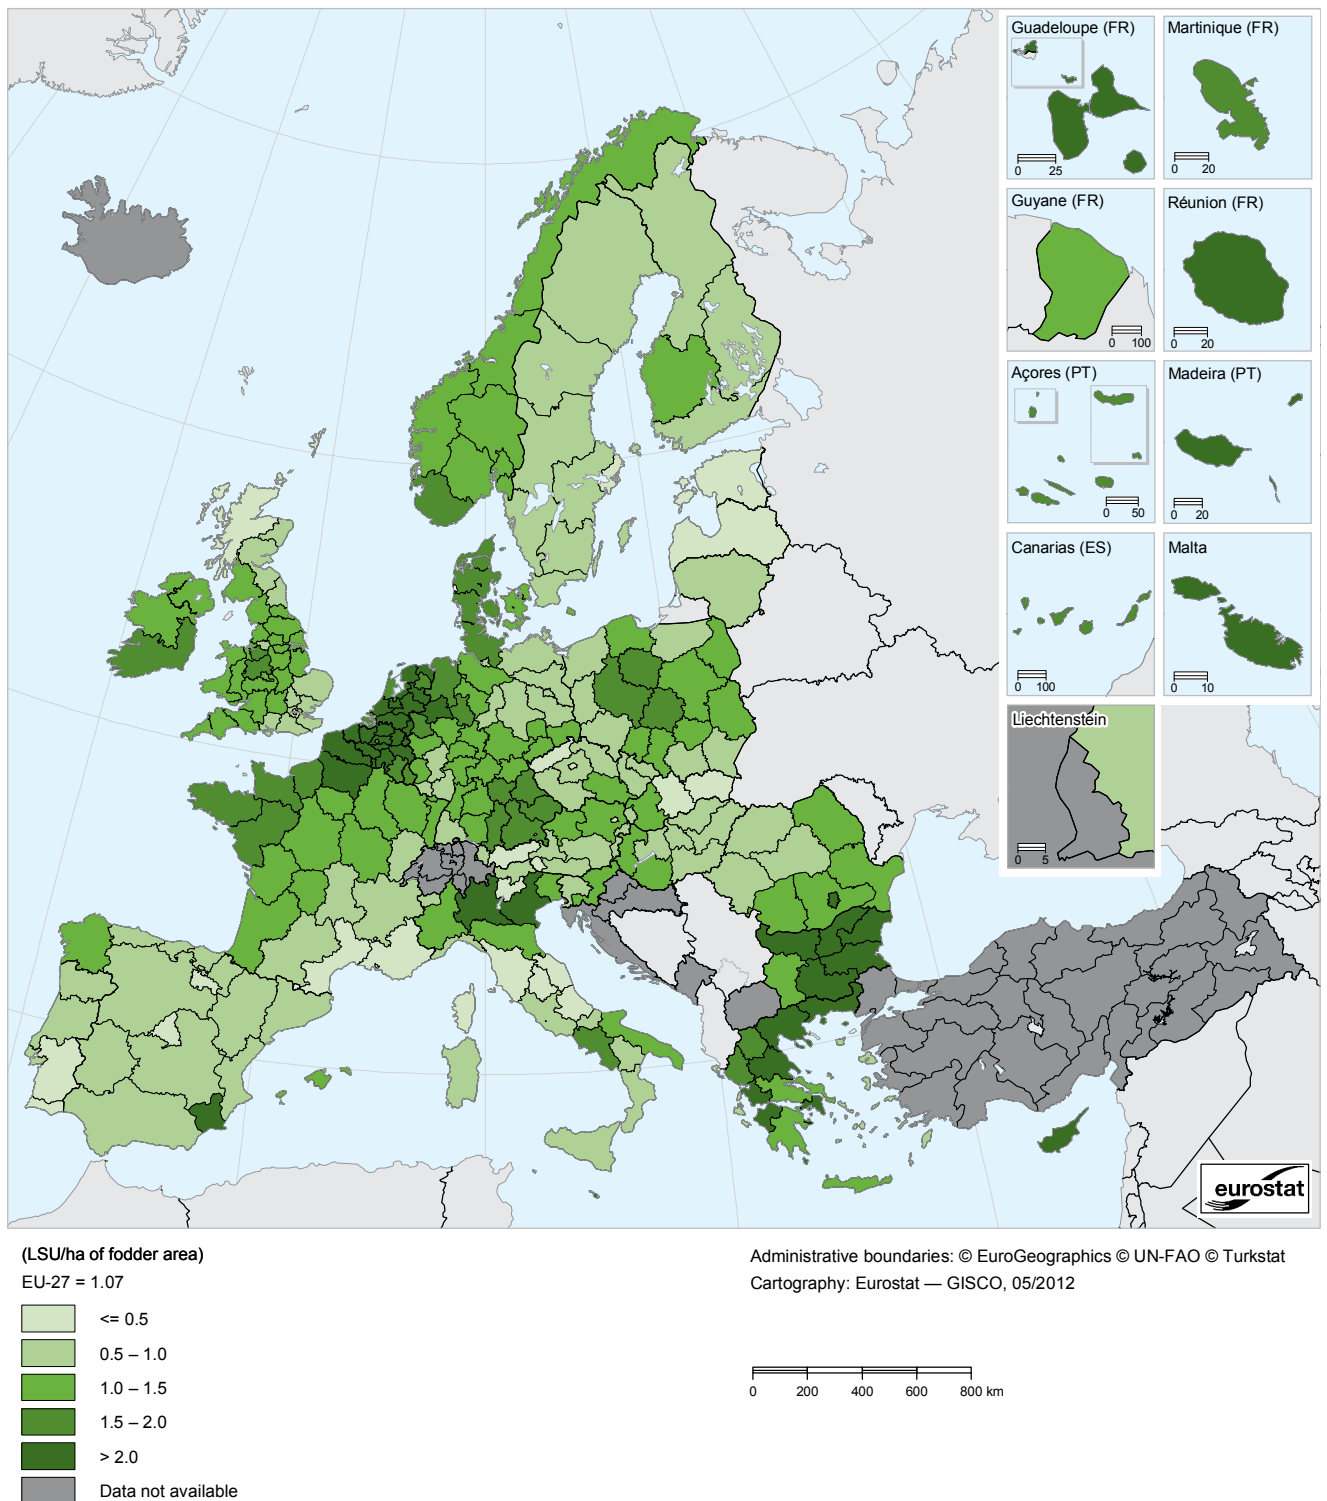 Guadeloupe (FR)
0 25
Martinique (FR)
0 20
Guyane (FR)
0 100
Réunion (FR)
0 20
Açores (PT)
0 50
Madeira (PT)
0 20
Canarias (ES)
0 100
Malta
0 10
Liechtenstein
0 5
eurostat
(LSU/ha of fodder area)
EU-27 = 1.07
<= 0.5
0.5 – 1.0
1.0 – 1.5
1.5 – 2.0
> 2.0
Data not available
Administrative boundaries: © EuroGeographics © UN-FAO © Turkstat
Cartography: Eurostat — GISCO, 05/2012
0 200 400 600 800 km